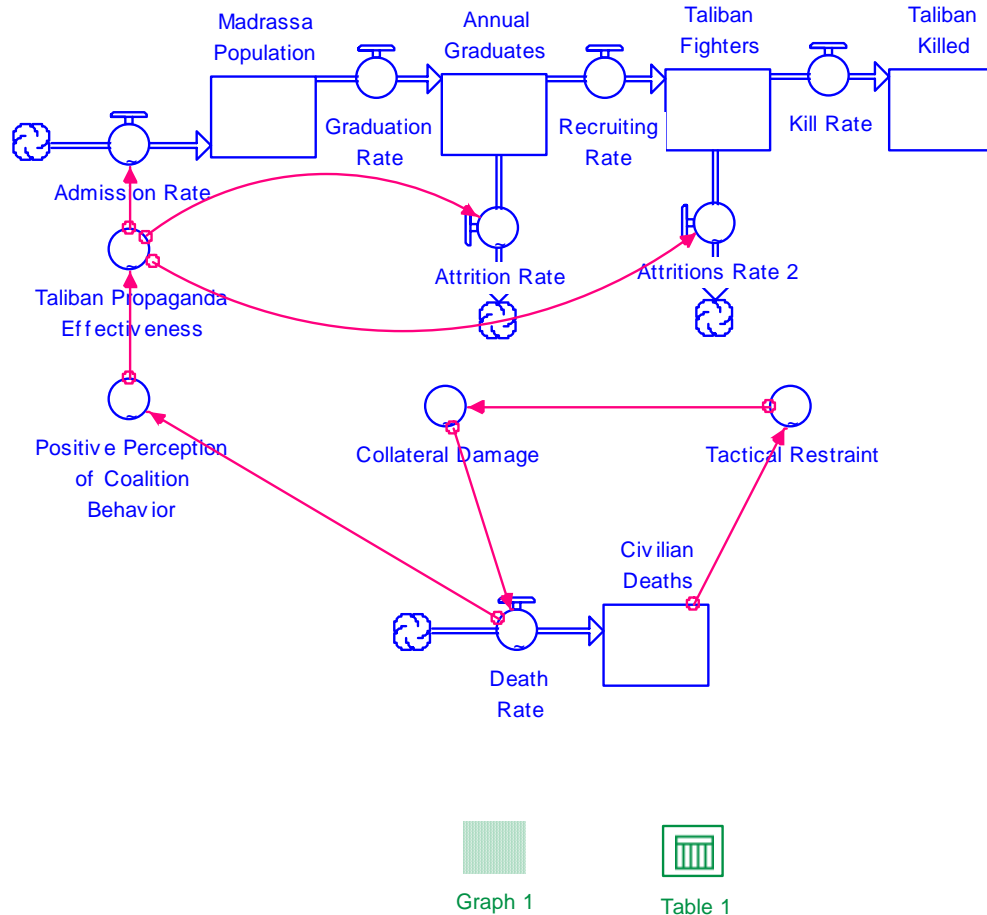 Madrassa
Population
Annual
Graduates
Taliban
Fighters
Taliban
Killed
Graduation
Rate
Recruiting
Rate
Kill Rate
Admission Rate
Attrition Rate
Attritions Rate 2
Taliban Propaganda
Effectiveness
Positive Perception
of Coalition
Behavior
Collateral Damage
Tactical Restraint
Civilian
Deaths
Death
Rate
Graph 1
Table 1